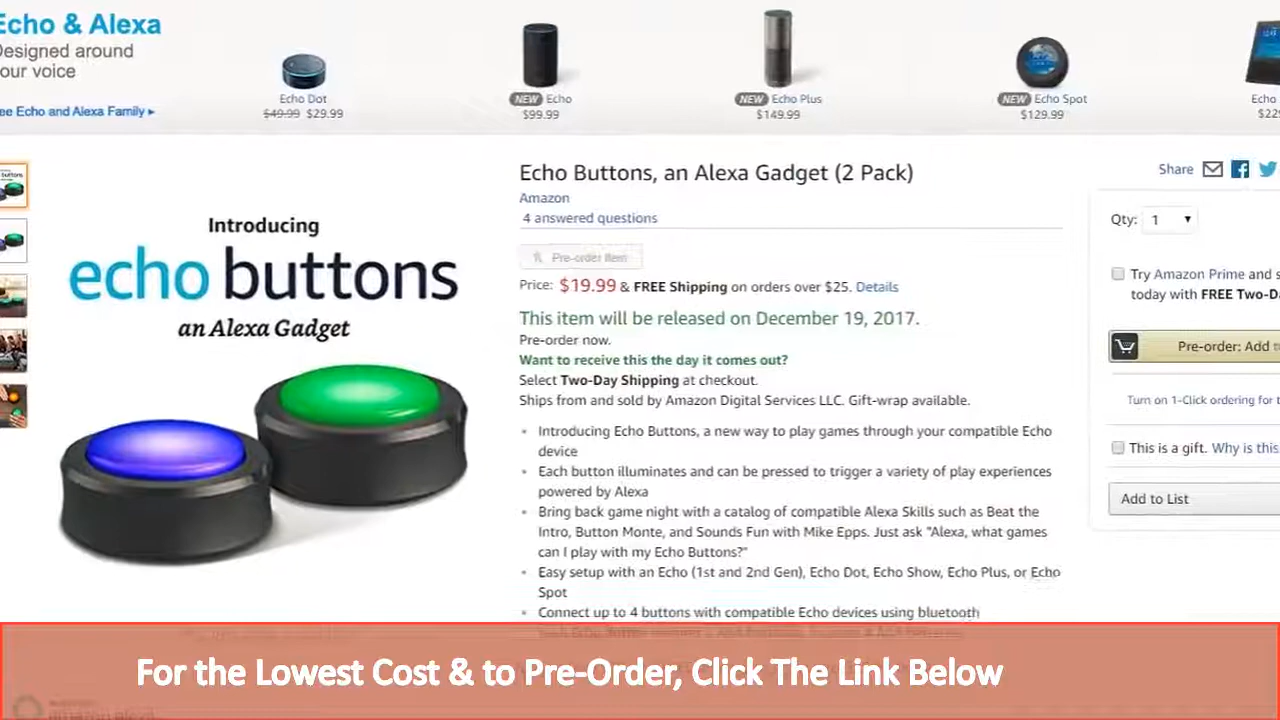 Echo & Alexa
Designed around
your voice
See Echo and Alexa Family ▸
Echo Dot
$49.99 $29.99
NEW Echo
$99.99
NEW Echo Plus
$149.99
NEW Echo Spot
$129.99
Echo
$22
Introducing
echo buttons
an Alexa Gadget
Echo Buttons, an Alexa Gadget (2 Pack)
Amazon
4 answered questions
Pre-order item
Price: $19.99 & FREE Shipping on orders over $25. Details
This item will be released on December 19, 2017.
Pre-order now.
Want to receive this the day it comes out?
Select Two-Day Shipping at checkout.
Ships from and sold by Amazon Digital Services LLC. Gift-wrap available.
Introducing Echo Buttons, a new way to play games through your compatible Echo
device
Each button illuminates and can be pressed to trigger a variety of play experiences
powered by Alexa
Bring back game night with a catalog of compatible Alexa Skills such as Beat the
Intro, Button Monte, and Sounds Fun with Mike Epps. Just ask "Alexa, what games
can I play with my Echo Buttons?"
Easy setup with an Echo (1st and 2nd Gen), Echo Dot, Echo Show, Echo Plus, or Echo
Spot
Connect up to 4 buttons with compatible Echo devices using bluetooth
Share
Qty: 1
Try Amazon Prime and s
today with FREE Two-Da
Pre-order: Add
Turn on 1-Click ordering for t
This is a gift. Why is this
Add to List
For the Lowest Cost & to Pre-Order, Click The Link Below